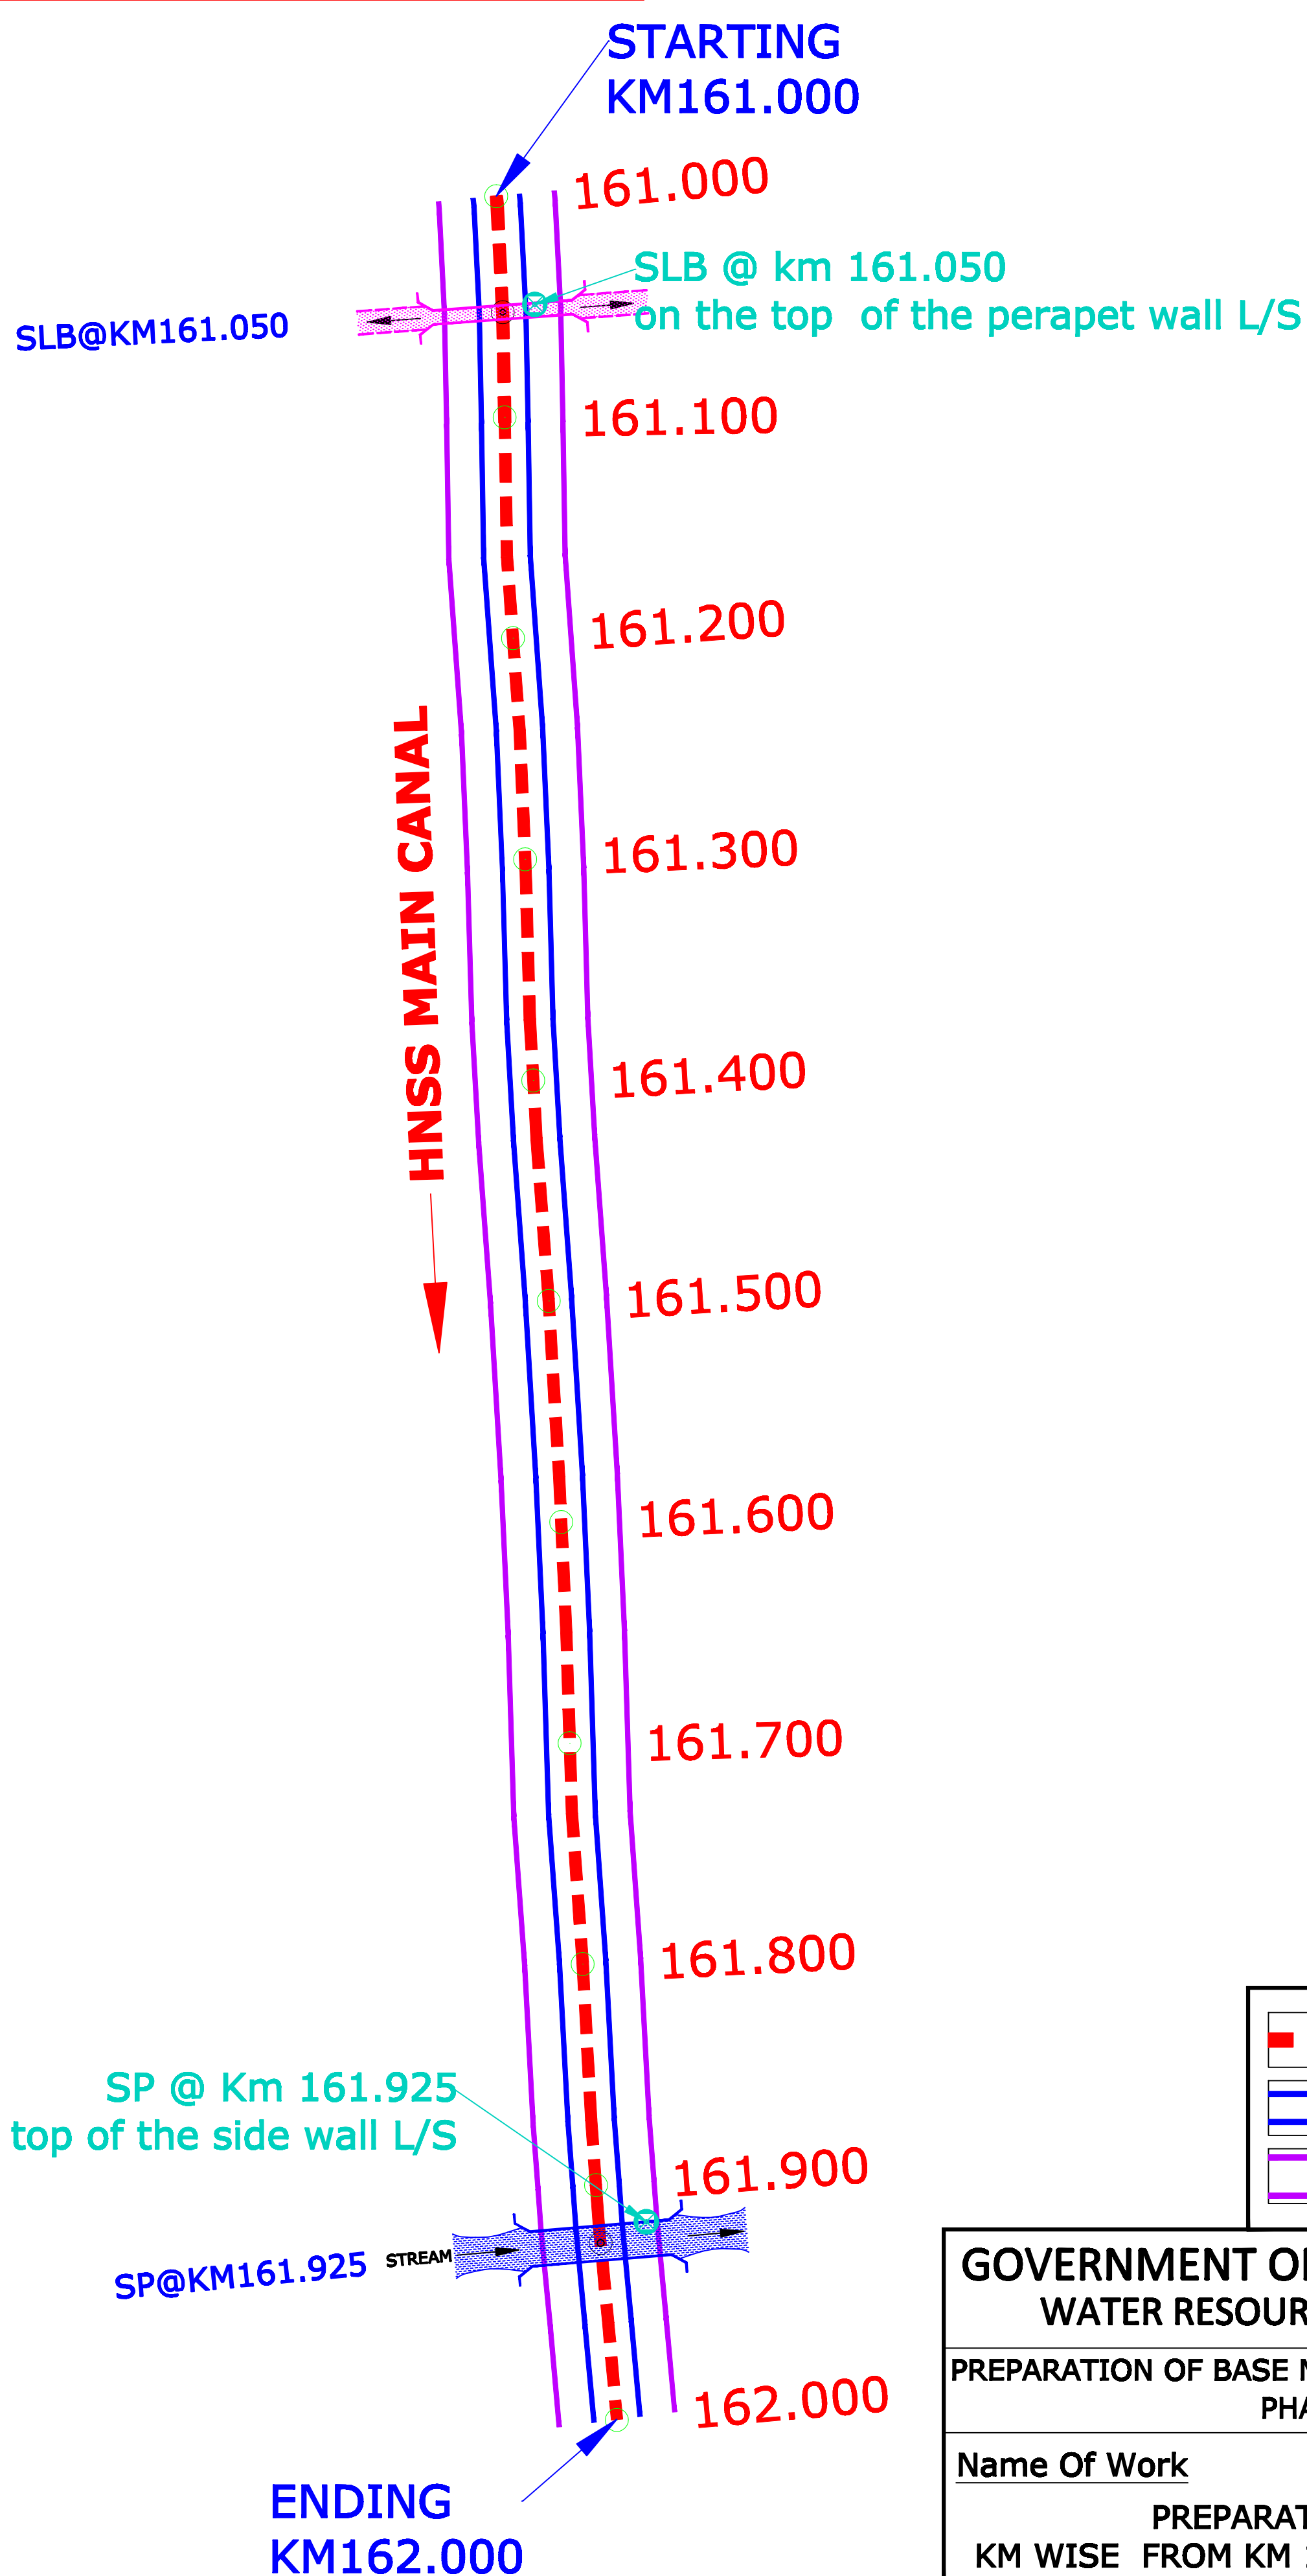 STARTING
KM161.000
161.000
SLB @ km 161.050
on the top  of the perapet wall L/S
SLB@KM161.050
161.100
161.200
161.300
HNSS MAIN CANAL
161.400
161.500
161.600
161.700
161.800
SP @ Km 161.925
top of the side wall L/S
161.900
STREAM
SP@KM161.925
162.000
ENDING
KM162.000
GOVERNMENT O
WATER RESOUR
PREPARATION OF BASE
PHA
Name Of Work
PREPARAT
KM WISE  FROM KM